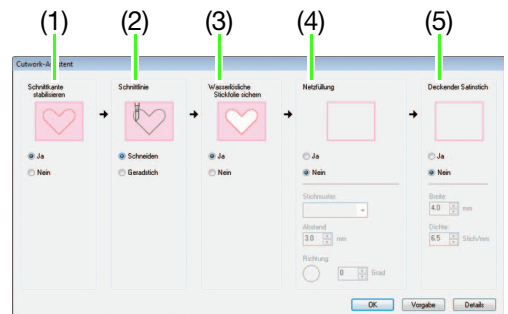 (1) (2) (3) (4) (5)
Cutwork-Assistent
Schnittkante
stabilisieren
Schnittlinie
Wasserlösliche
Stickfolie sichern
Netzfüllung
Deckender Satinstich
Ja
Nein
Schneiden
Geradstich
Ja
Nein
Ja
Nein
Stichmuster:
Abstand
3.0 mm
Richtung:
0 Grad
Ja
Nein
Breite:
4.0 mm
Dichte:
6.5 Stich/mm
OK Vorgabe Details